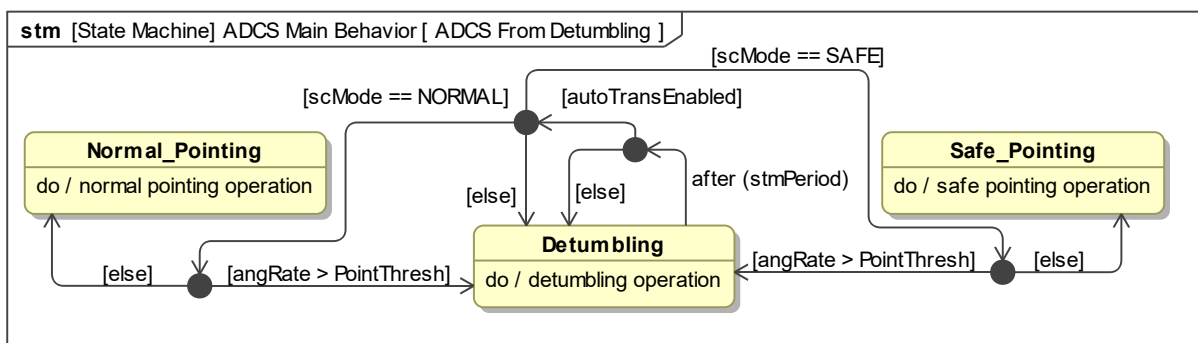 stm [State Machine] ADCS Main Behavior [ ADCS From Detumbling ]
[scMode == SAFE]
[scMode == NORMAL]
[autoTransEnabled]
Normal_Pointing
do / normal pointing operation
Safe_Pointing
do / safe pointing operation
[else]
[else]
after (stmPeriod)
Detumbling
do / detumbling operation
[else]
[angRate > PointThresh]
[angRate > PointThresh]
[else]